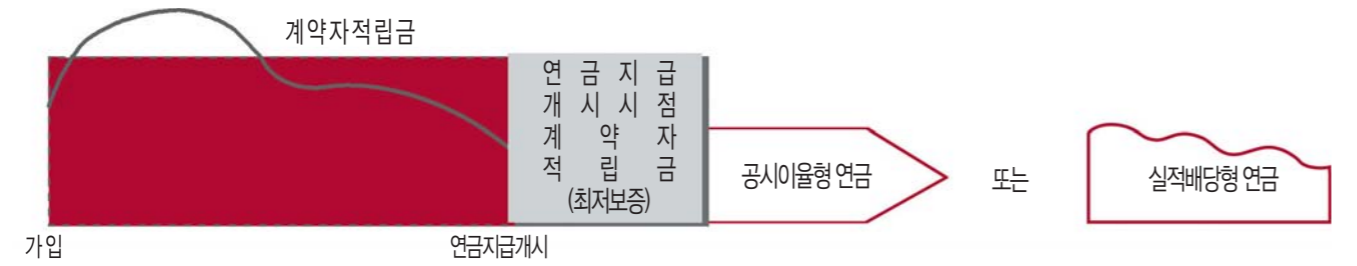 계약자적립금
연 금 지 급
개 시 시 점
계 약 자
적 립 금
(최저보증)
공시이율형 연금
또는
실적배당형 연금
가입
연금지급개시